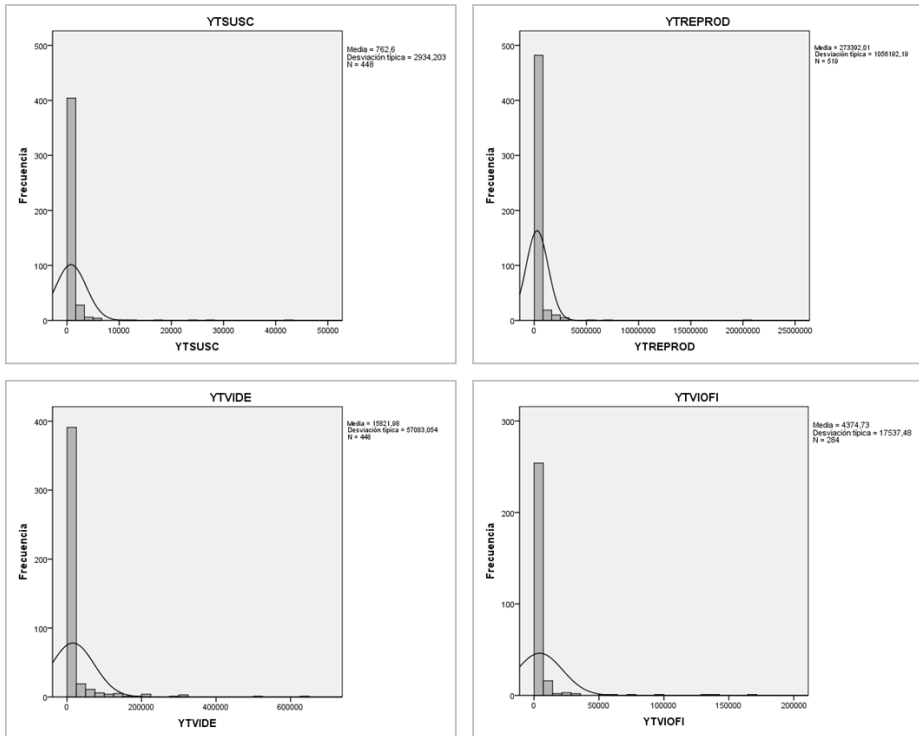 YTSUSC
Media = 762,6
Desviación típica = 2934,203
N = 448
500
400
300
200
100
0
Frecuencia
0 10000 20000 30000 40000 50000
YTSUSC
YTREPROD
Media = 273392,01
Desviación típica = 1056192,19
N = 519
500
400
300
200
100
0
Frecuencia
0 5000000 10000000 15000000 20000000 25000000
YTREPROD
YTVIDE
Media = 15821,98
Desviación típica = 57083,054
N = 448
400
300
200
100
0
Frecuencia
0 200000 400000 600000
YTVIDE
YTVIOFI
Media = 4374,73
Desviación típica = 17537,48
N = 284
300
200
100
0
Frecuencia
0 50000 100000 150000 200000
YTVIOFI